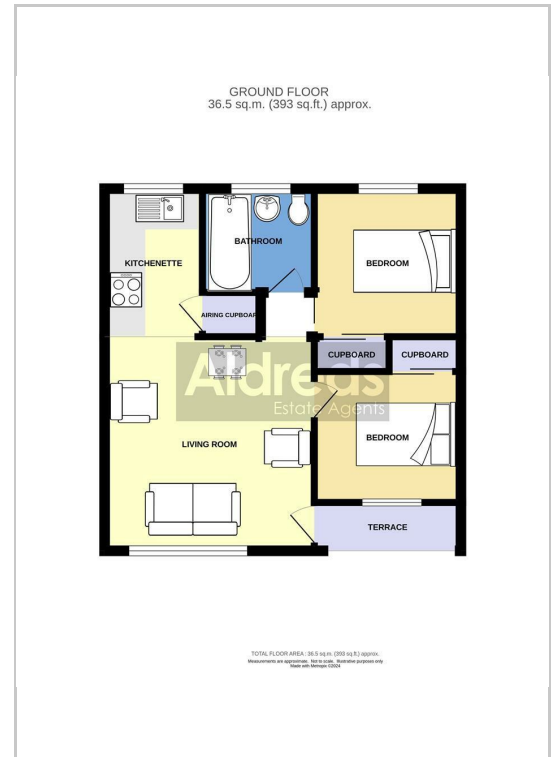 GROUND FLOOR
36.5 sq.m. (393 sq.ft.) approx.
BATHROOM
KITCHENETTE
BEDROOM
AIRING CUPBOARD
CUPBOARD
CUPBOARD
Aldreds
Estate Agents
BEDROOM
LIVING ROOM
TERRACE
TOTAL FLOOR AREA : 36.5 sq.m. (393 sq.ft.) approx.
Measurements are approximate. Not to scale. Illustrative purposes only
Made with Metropix ©2024